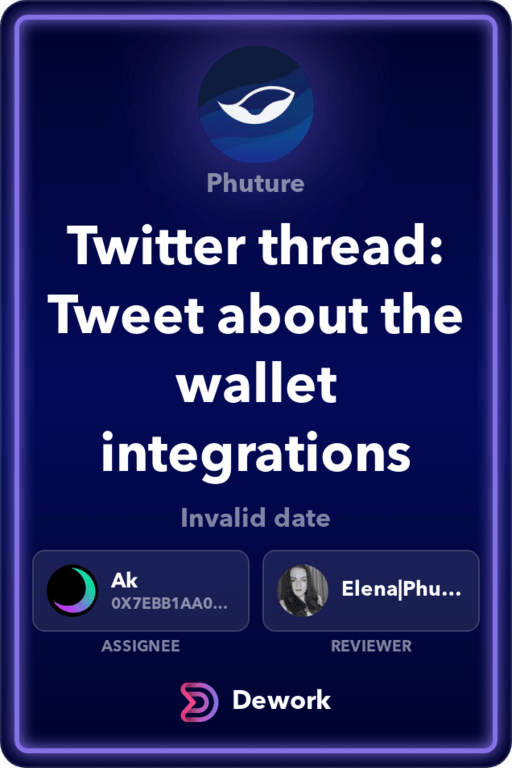 Phuture
Twitter thread:
Tweet about the
wallet
integrations
Invalid date
Ak
0X7EBB1AA0...
Elena|Phu...
ASSIGNEE
REVIEWER
Dework